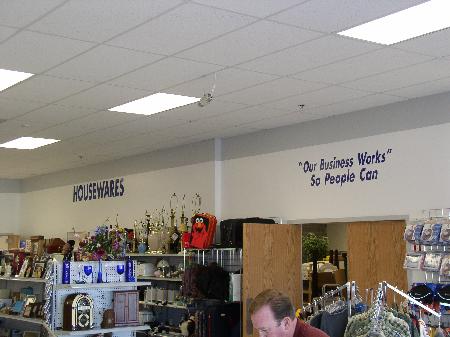 HOUSEWARES
"Our Business Works"
So People Can